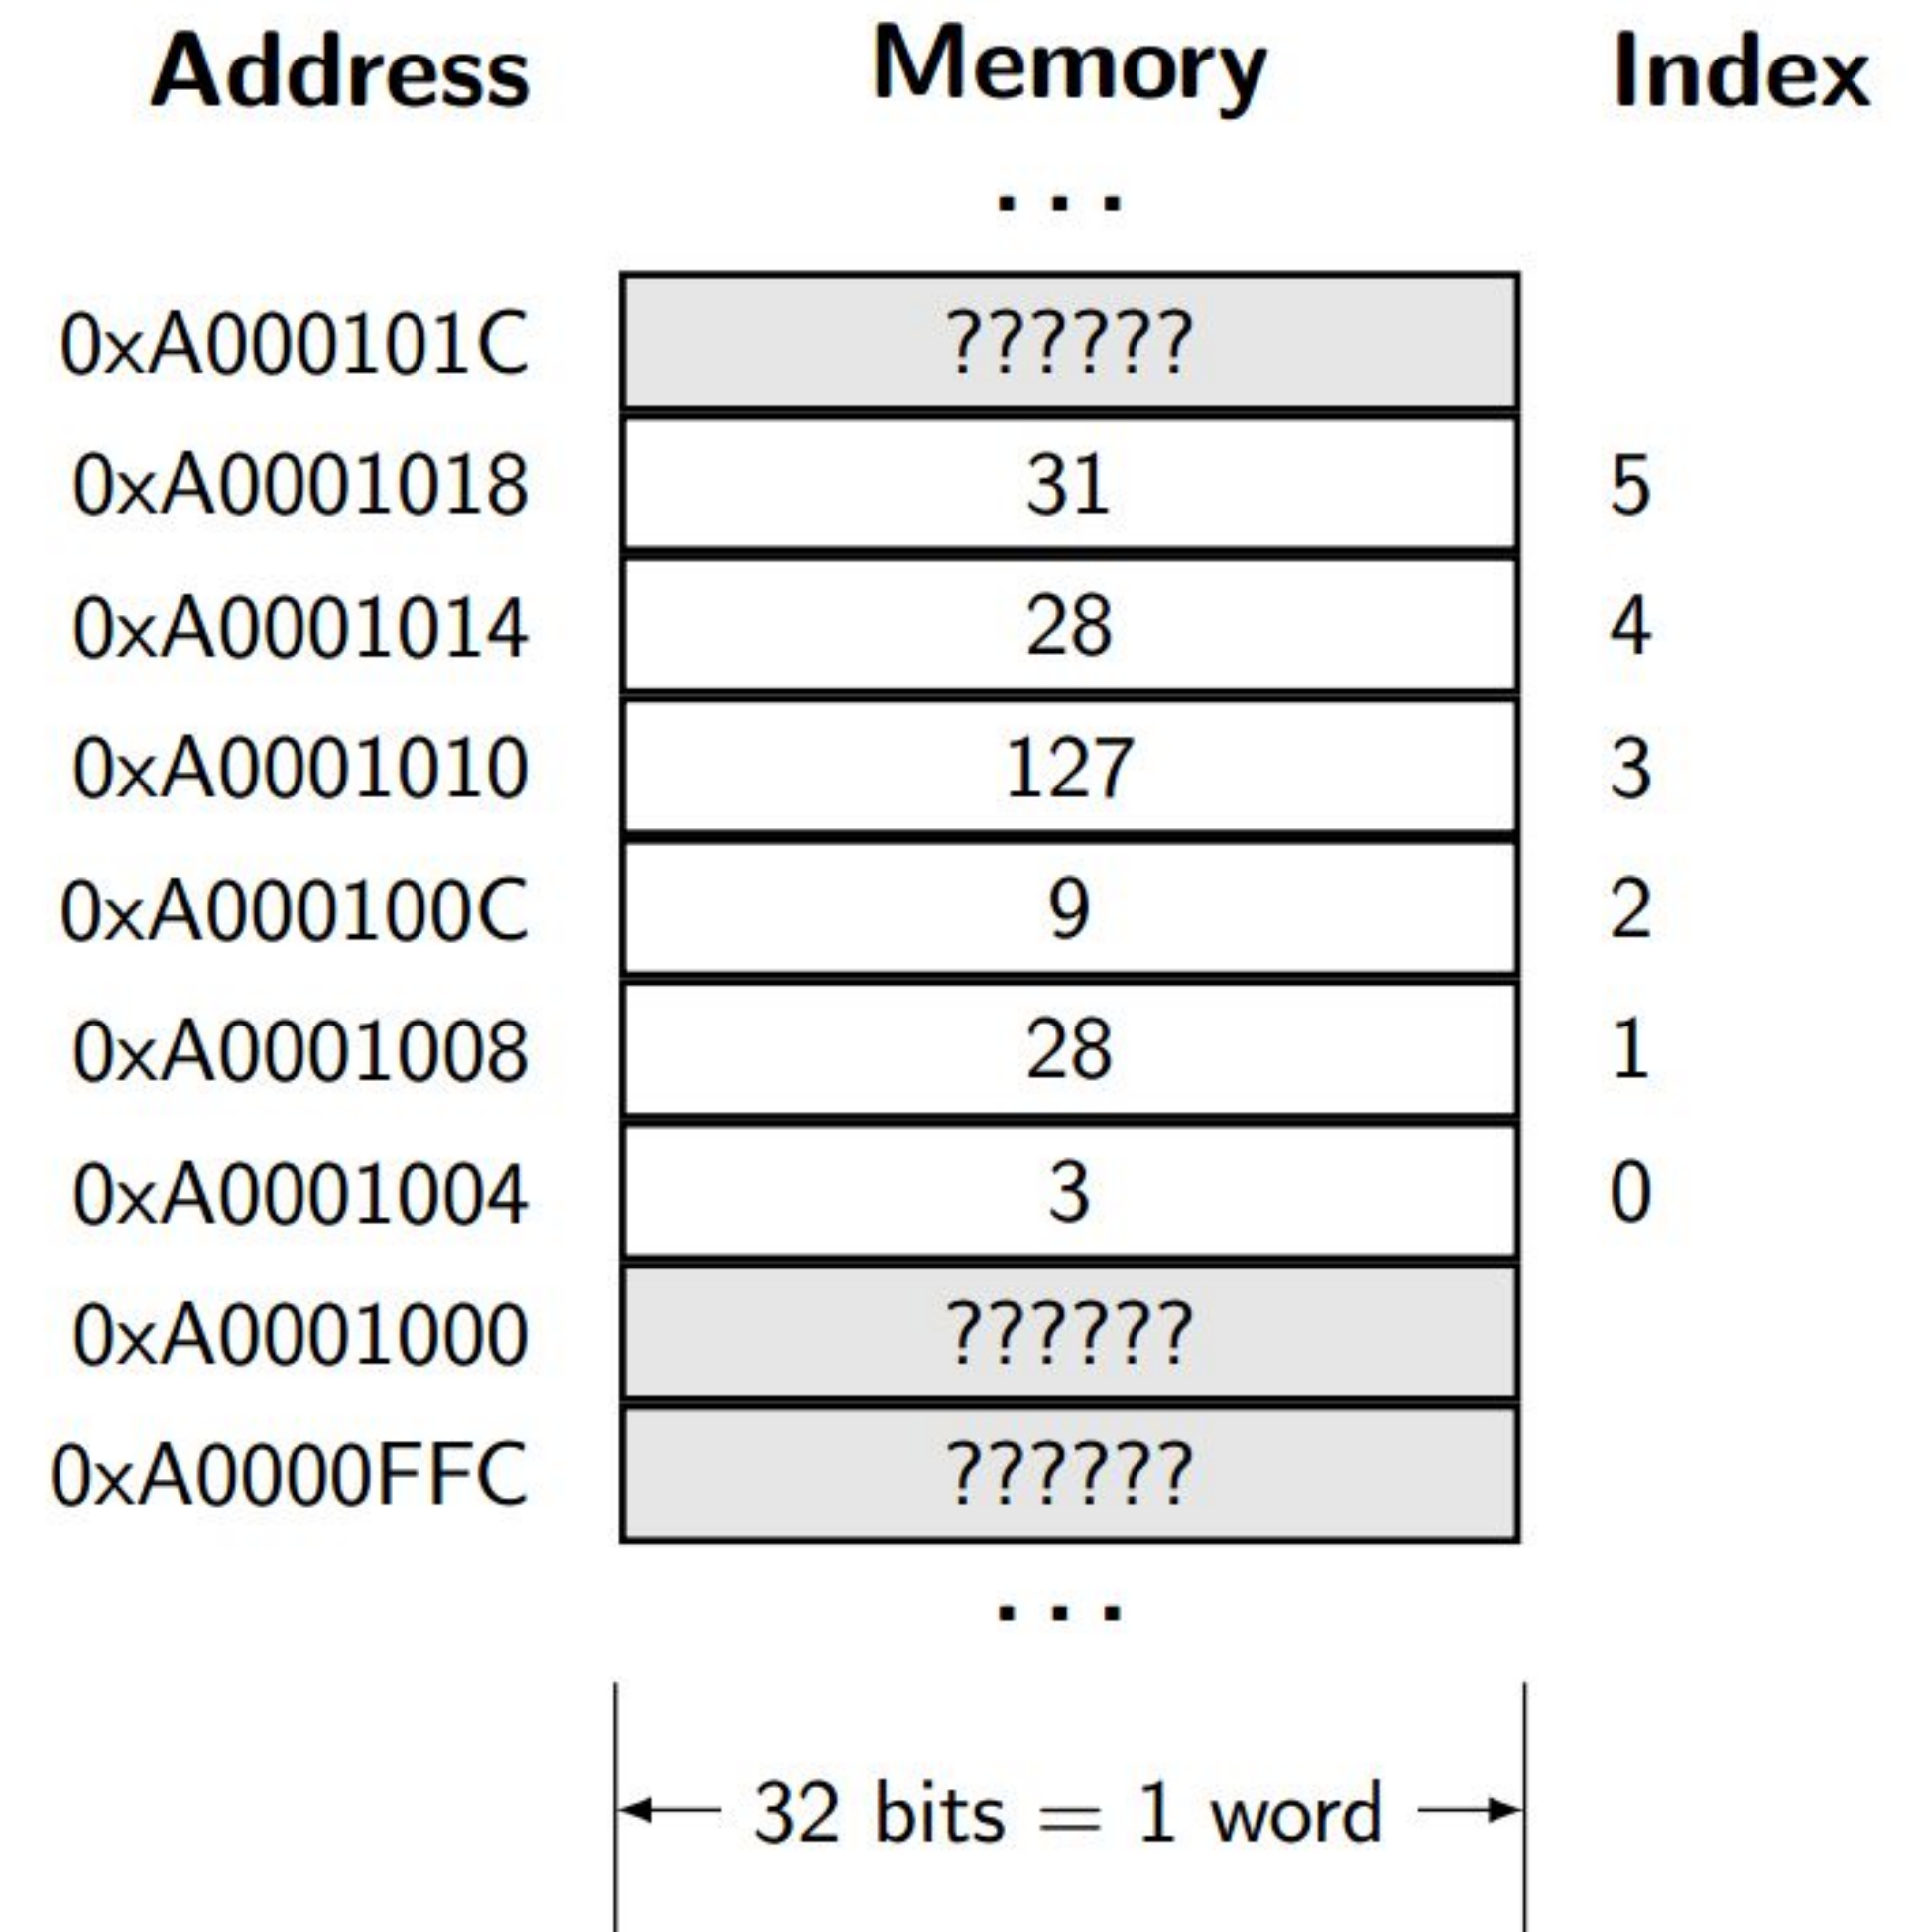 Address Memory Index
...
0xA000101C ??????
0xA0001018 31 5
0xA0001014 28 4
0xA0001010 127 3
0xA000100C 9 2
0xA0001008 28 1
0xA0001004 3 0
0xA0001000 ??????
0xA0000FFC ??????
...
32 bits = 1 word